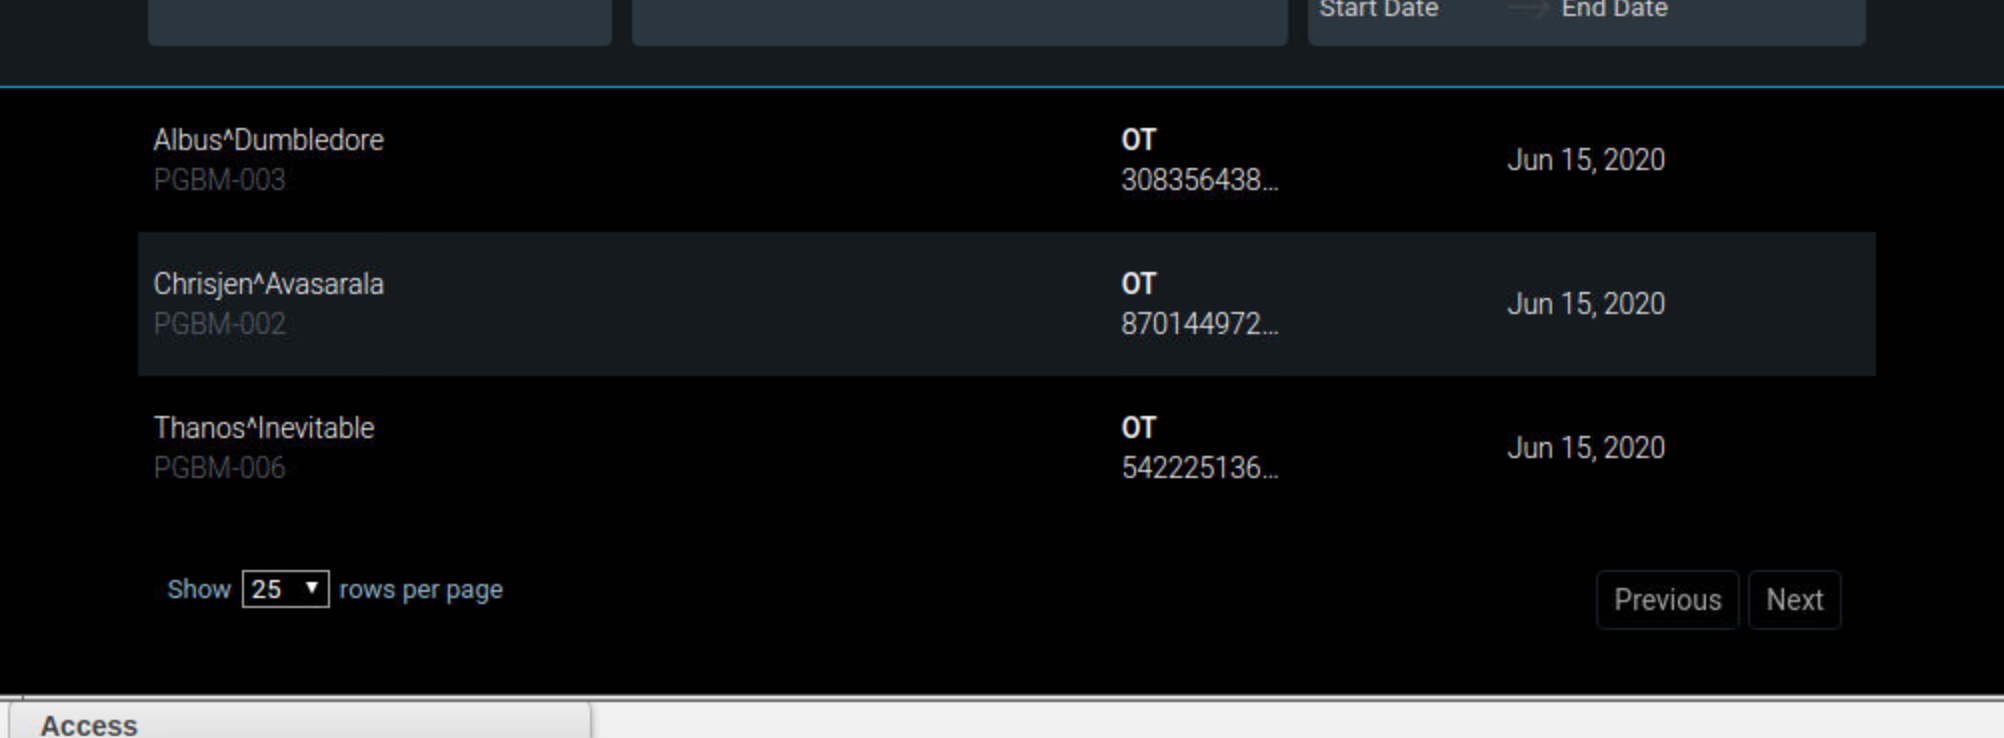 Start Date → End Date
Albus^Dumbledore
PGBM-003
OT
308356438...
Jun 15, 2020
Chrisjen^Avasarala
PGBM-002
OT
870144972...
Jun 15, 2020
Thanos^Inevitable
PGBM-006
OT
542225136...
Jun 15, 2020
Show 25 ▼ rows per page
Previous Next
Access